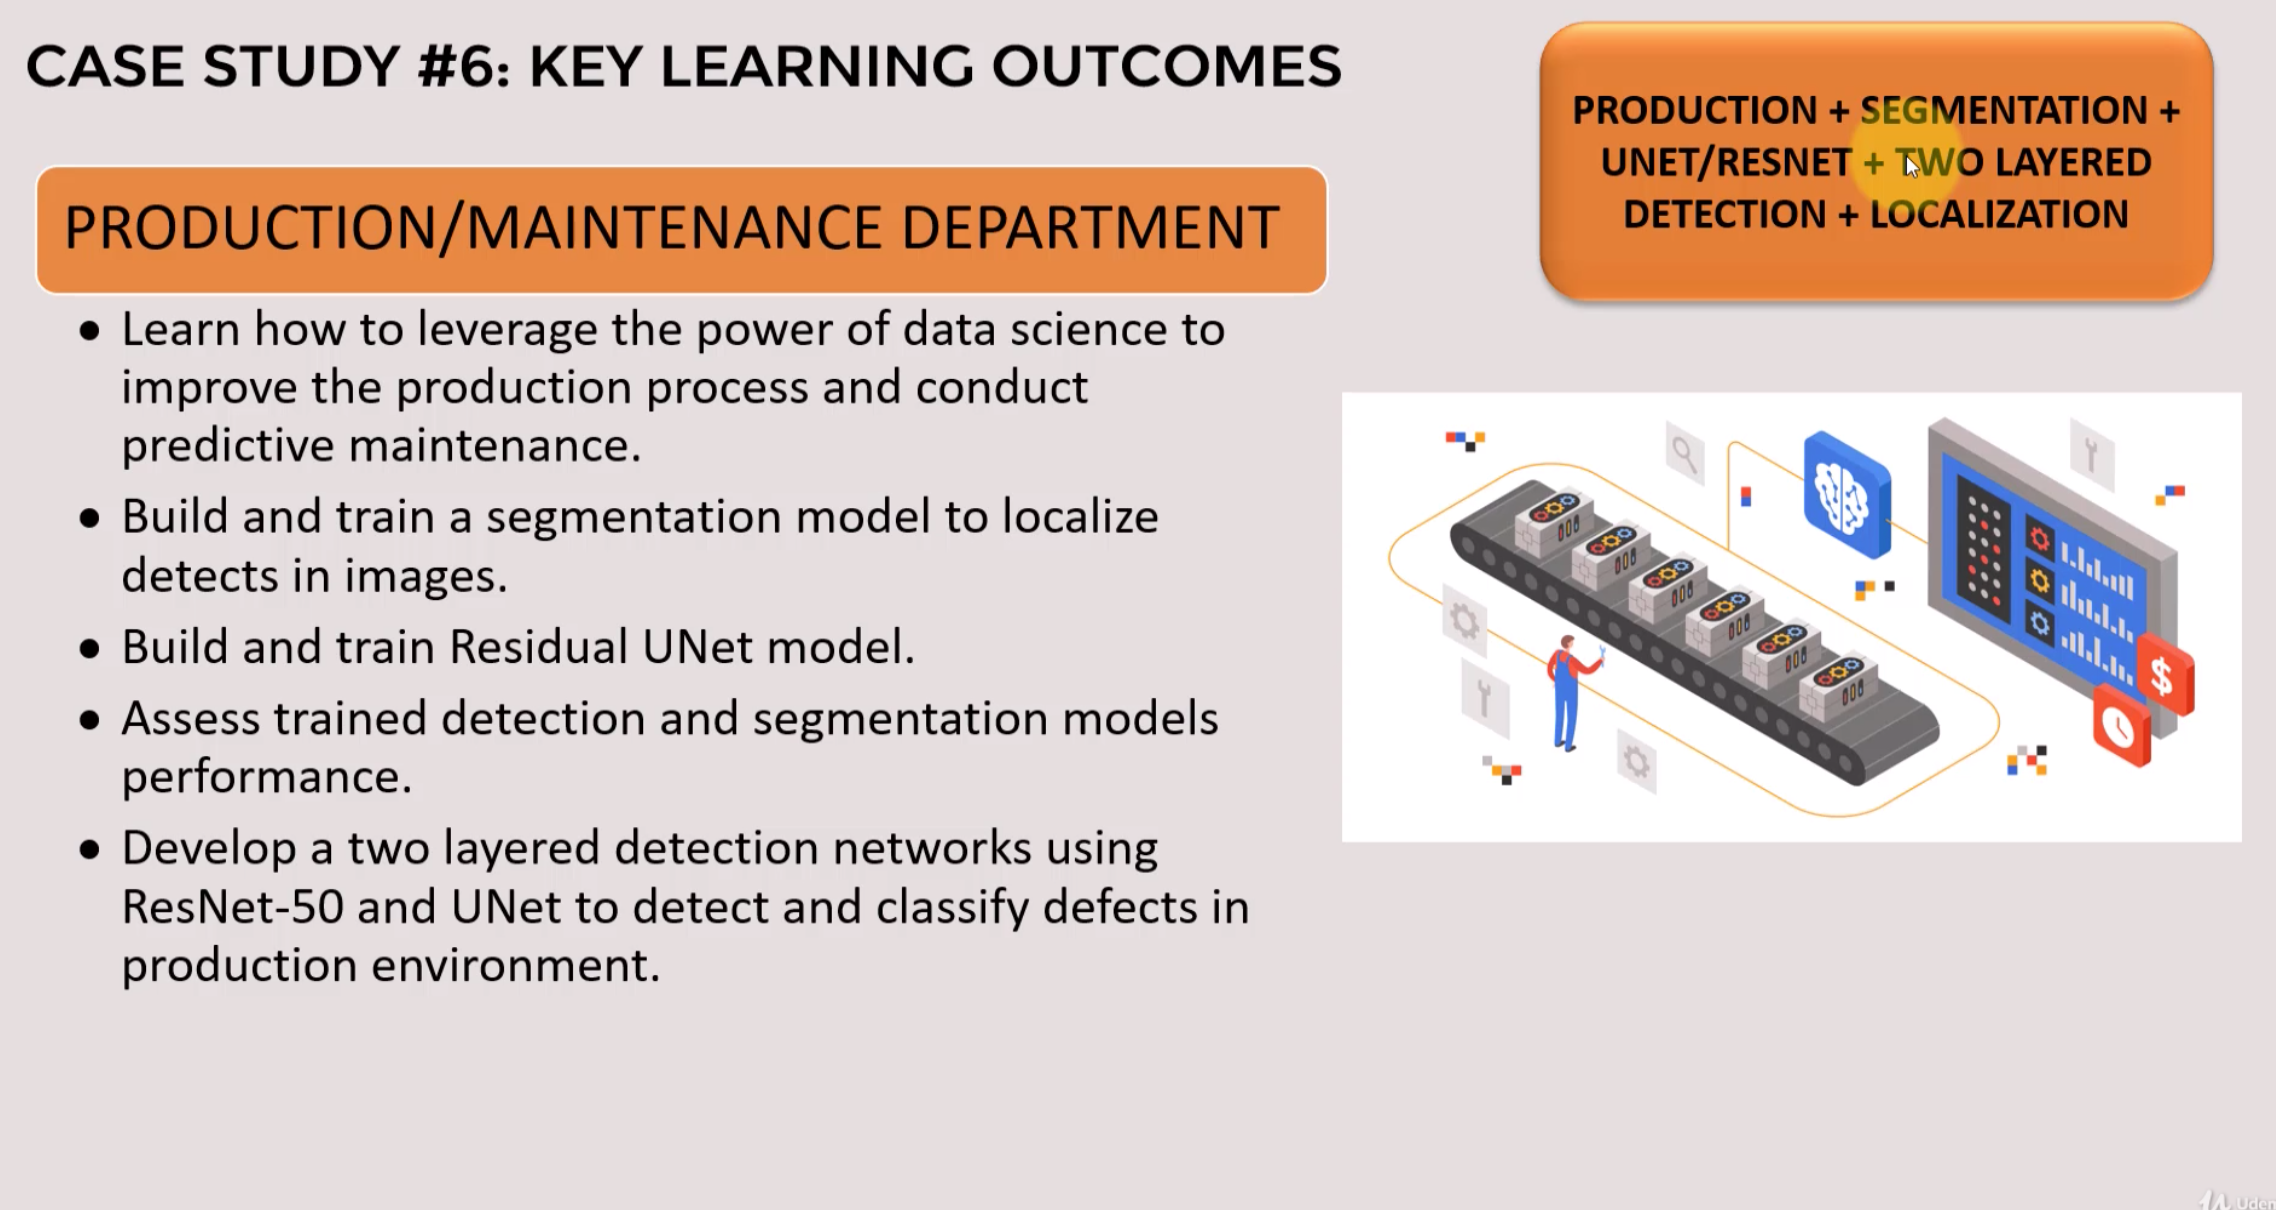 CASE STUDY #6: KEY LEARNING OUTCOMES
PRODUCTION + SEGMENTATION +
UNET/RESNET + TWO LAYERED
DETECTION + LOCALIZATION
PRODUCTION/MAINTENANCE DEPARTMENT
● Learn how to leverage the power of data science to
improve the production process and conduct
predictive maintenance.
● Build and train a segmentation model to localize
detects in images.
● Build and train Residual UNet model.
● Assess trained detection and segmentation models
performance.
● Develop a two layered detection networks using
ResNet-50 and UNet to detect and classify defects in
production environment.
$